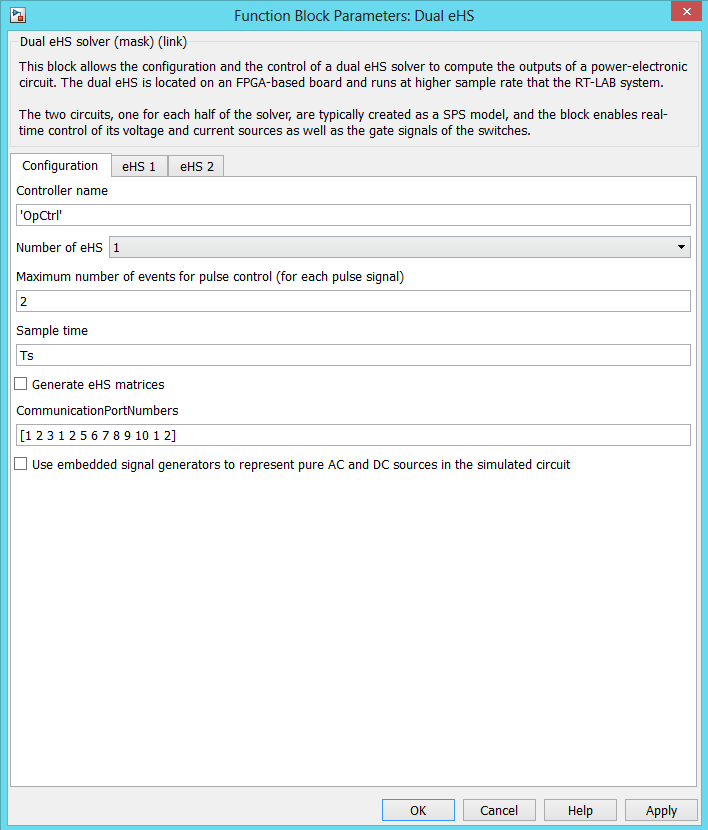 Function Block Parameters: Dual eHS
Dual eHS solver (mask) (link)
This block allows the configuration and the control of a dual eHS solver to compute the outputs of a power-electronic
circuit. The dual eHS is located on an FPGA-based board and runs at higher sample rate that the RT-LAB system.
The two circuits, one for each half of the solver, are typically created as a SPS model, and the block enables real-
time control of its voltage and current sources as well as the gate signals of the switches.
Configuration eHS 1 eHS 2
Controller name
'OpCtrl'
Number of eHS 1
Maximum number of events for pulse control (for each pulse signal)
2
Sample time
Ts
Generate eHS matrices
CommunicationPortNumbers
[1 2 3 1 2 5 6 7 8 9 10 1 2]
Use embedded signal generators to represent pure AC and DC sources in the simulated circuit
OK Cancel Help Apply